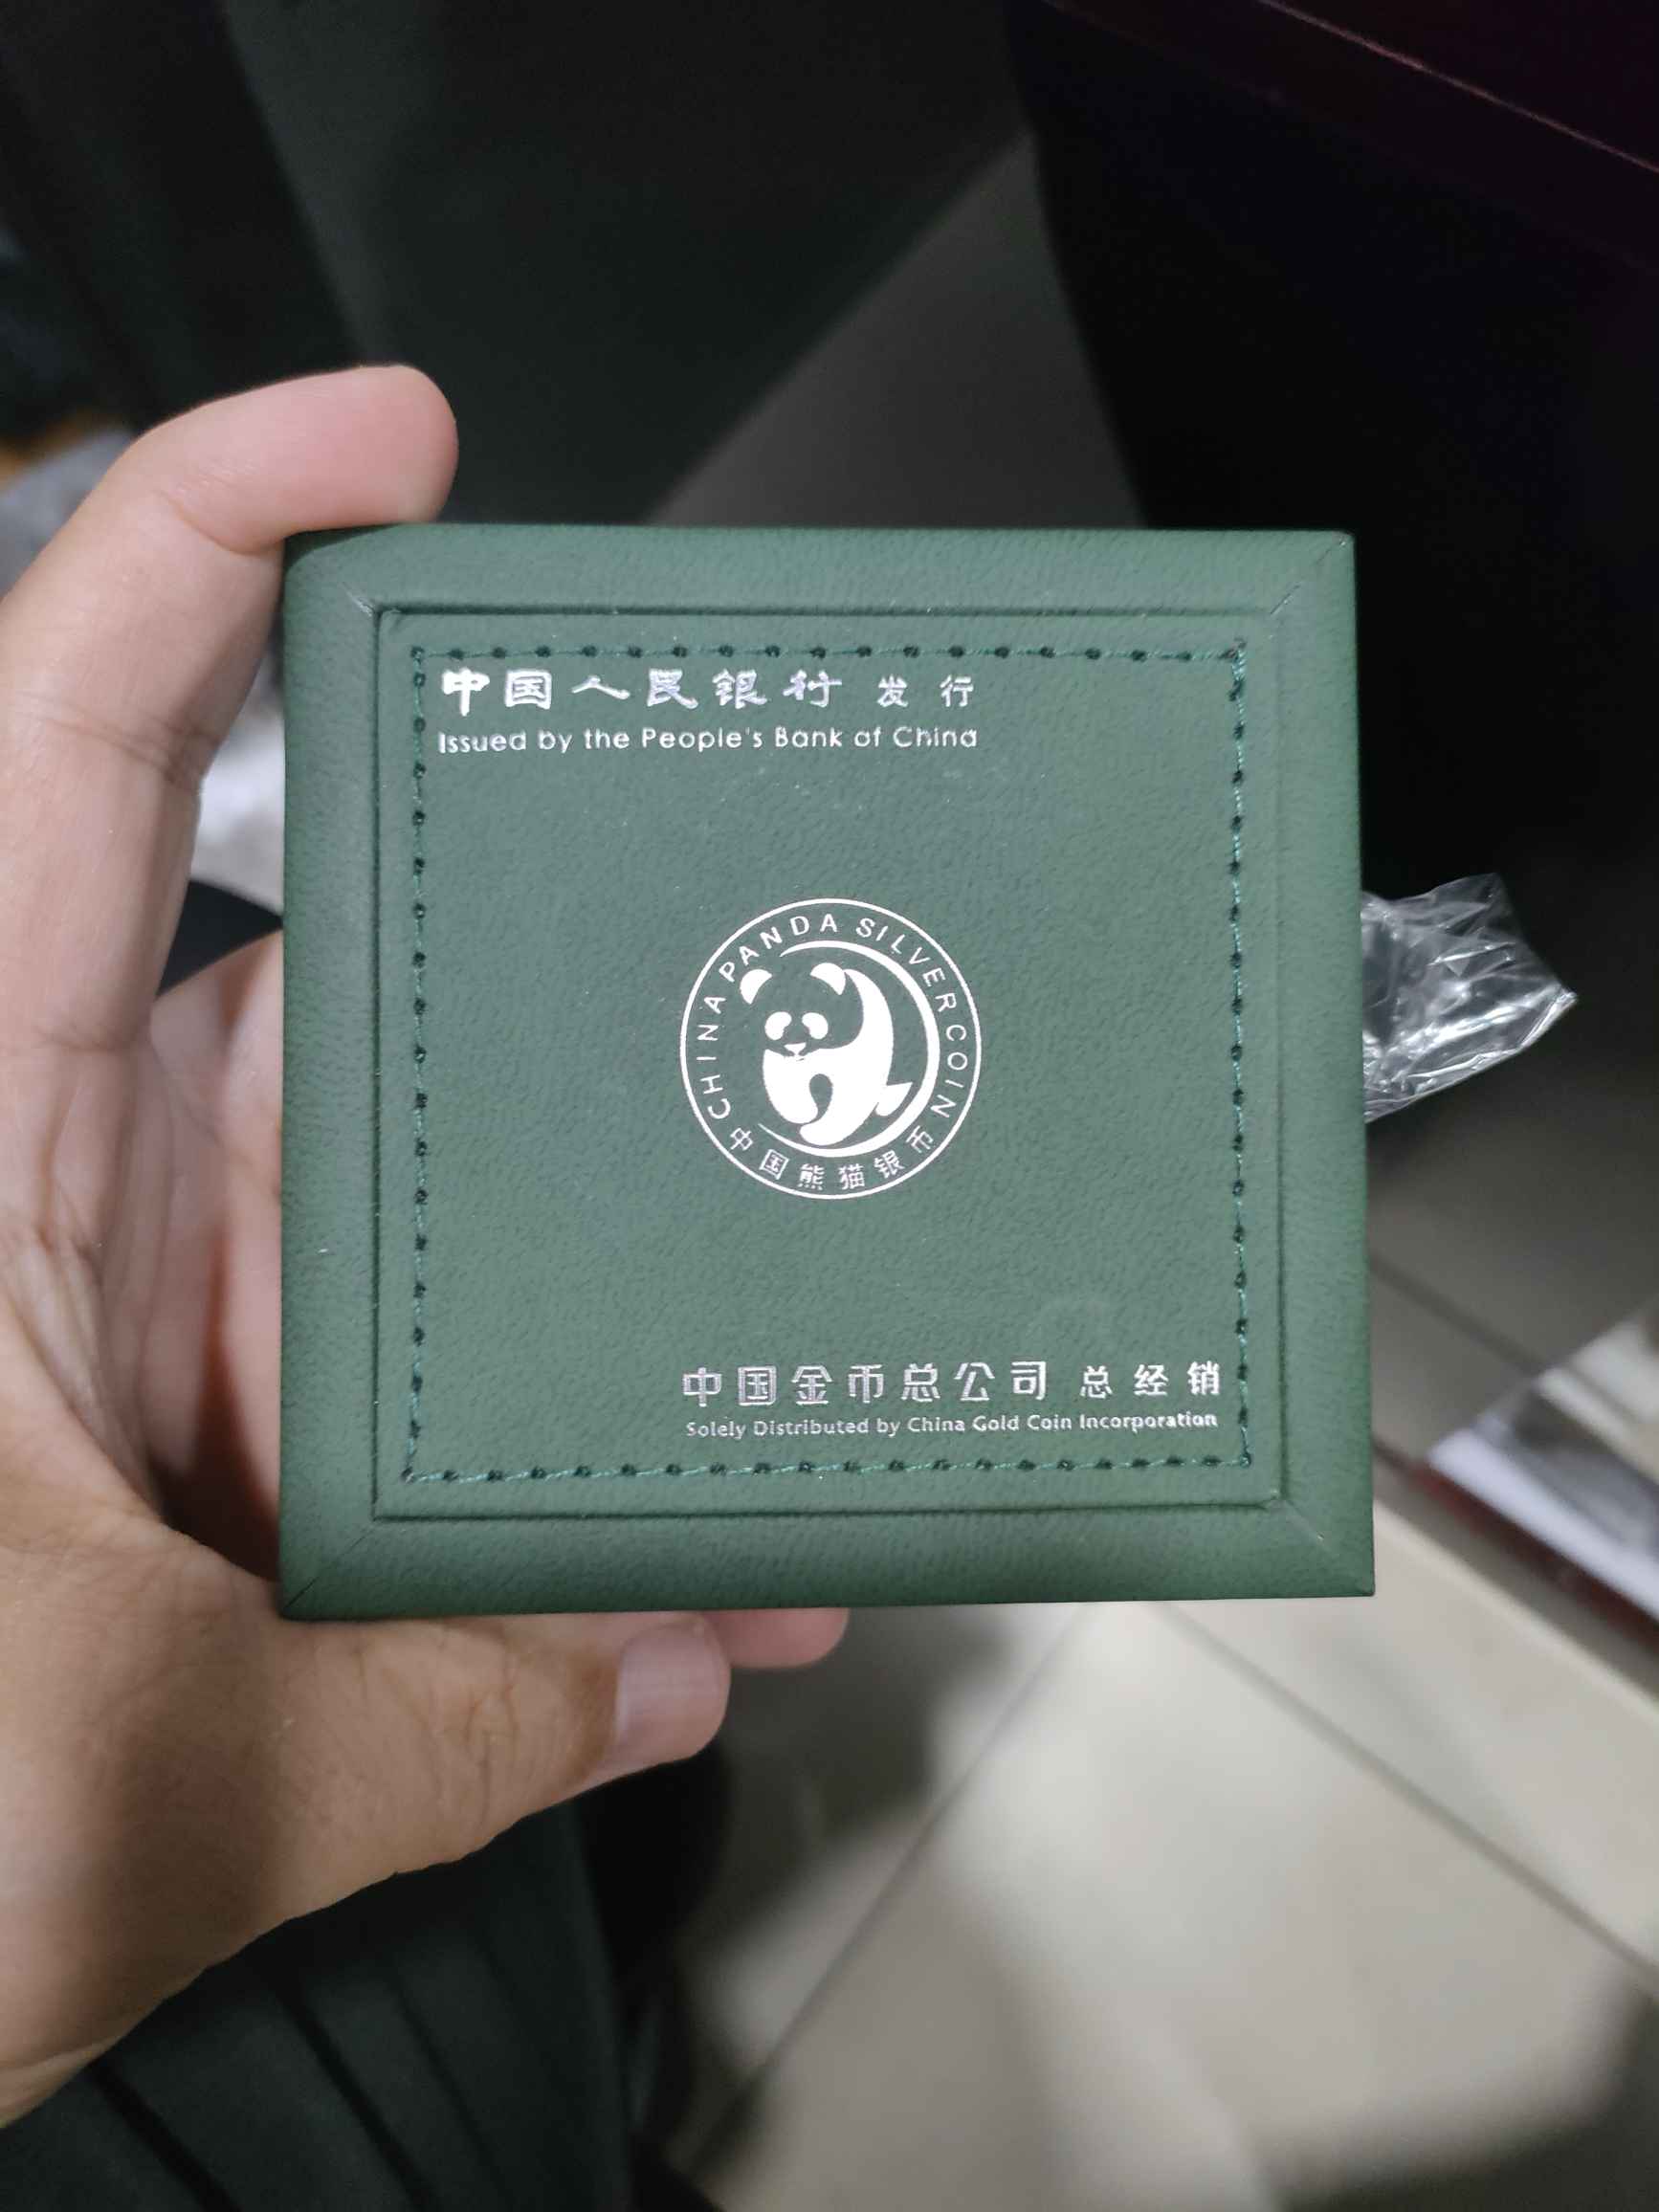 中国人民银行 发行
Issued by the People's Bank of China
CHINA PANDA SILVER COIN
中国熊猫银币
中国金币总公司 总经销
Solely Distributed by China Gold Coin Incorporation